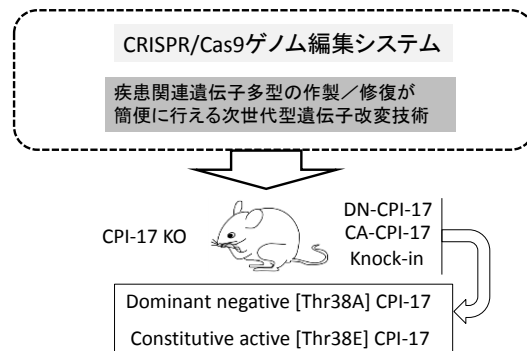 CRISPR/Cas9ゲノム編集システム
疾患関連遺伝子多型の作製／修復が
簡便に行える次世代型遺伝子改変技術
CPI-17 KO
DN-CPI-17
CA-CPI-17
Knock-in
Dominant negative [Thr38A] CPI-17
Constitutive active [Thr38E] CPI-17